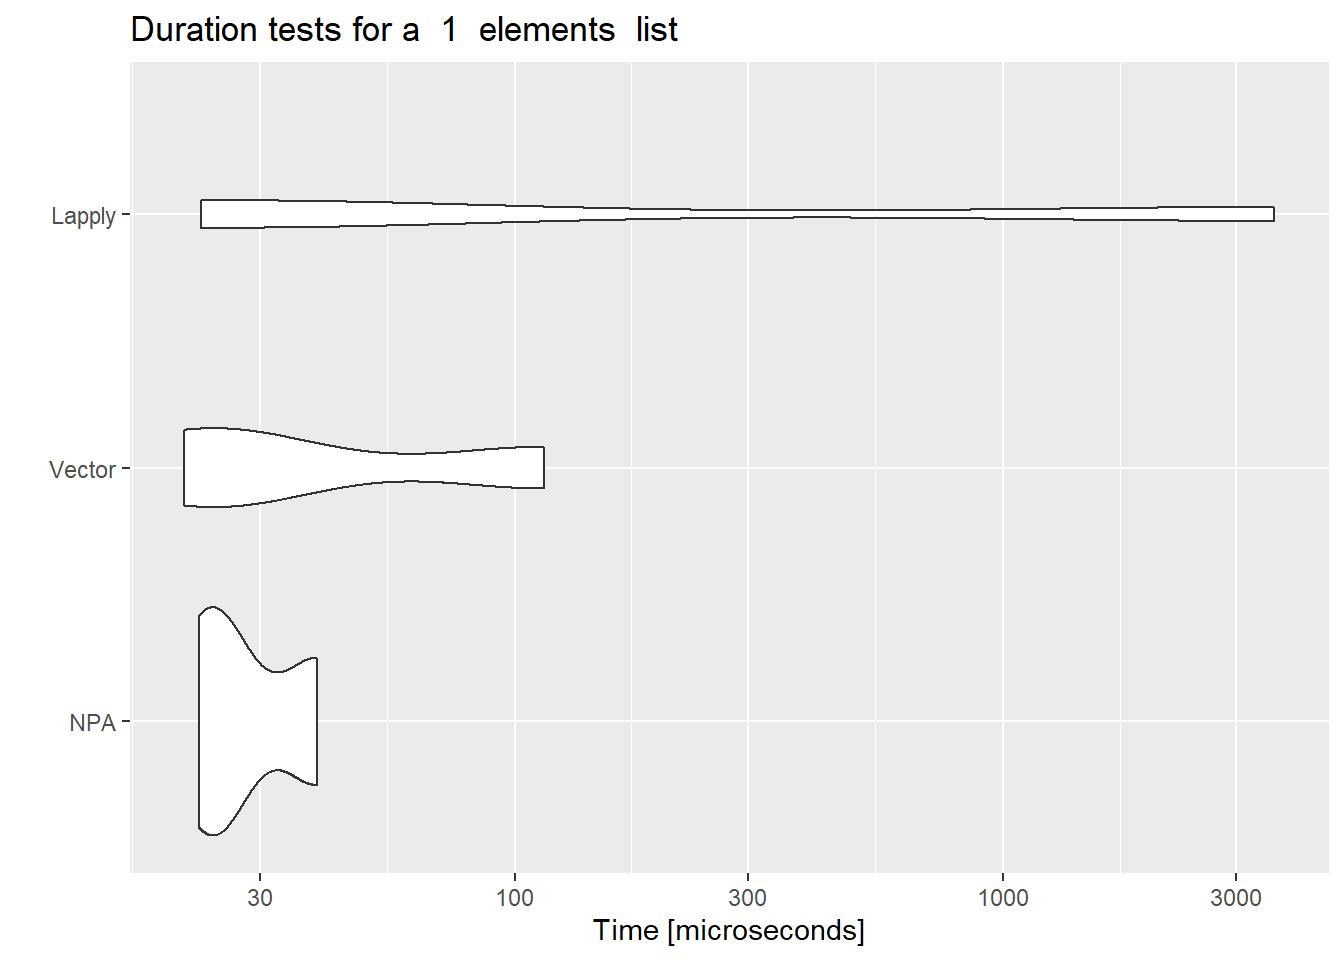 Duration tests for a  1  elements  list
Lapply
Vector
NPA
30 100 300 1000 3000
Time [microseconds]